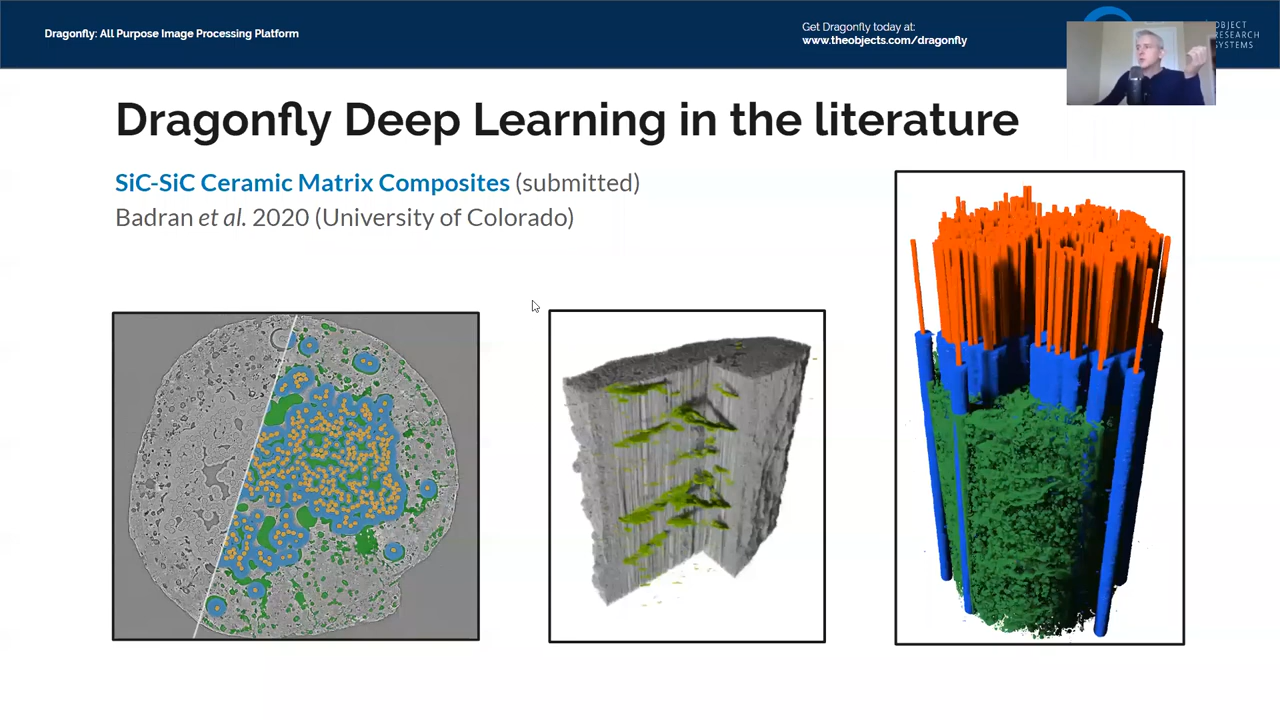 Dragonfly: All Purpose Image Processing Platform
Get Dragonfly today at:
www.theobjects.com/dragonfly
OBJECT
RESEARCH
SYSTEMS
Dragonfly Deep Learning in the literature
SiC-SiC Ceramic Matrix Composites (submitted)
Badran et al. 2020 (University of Colorado)